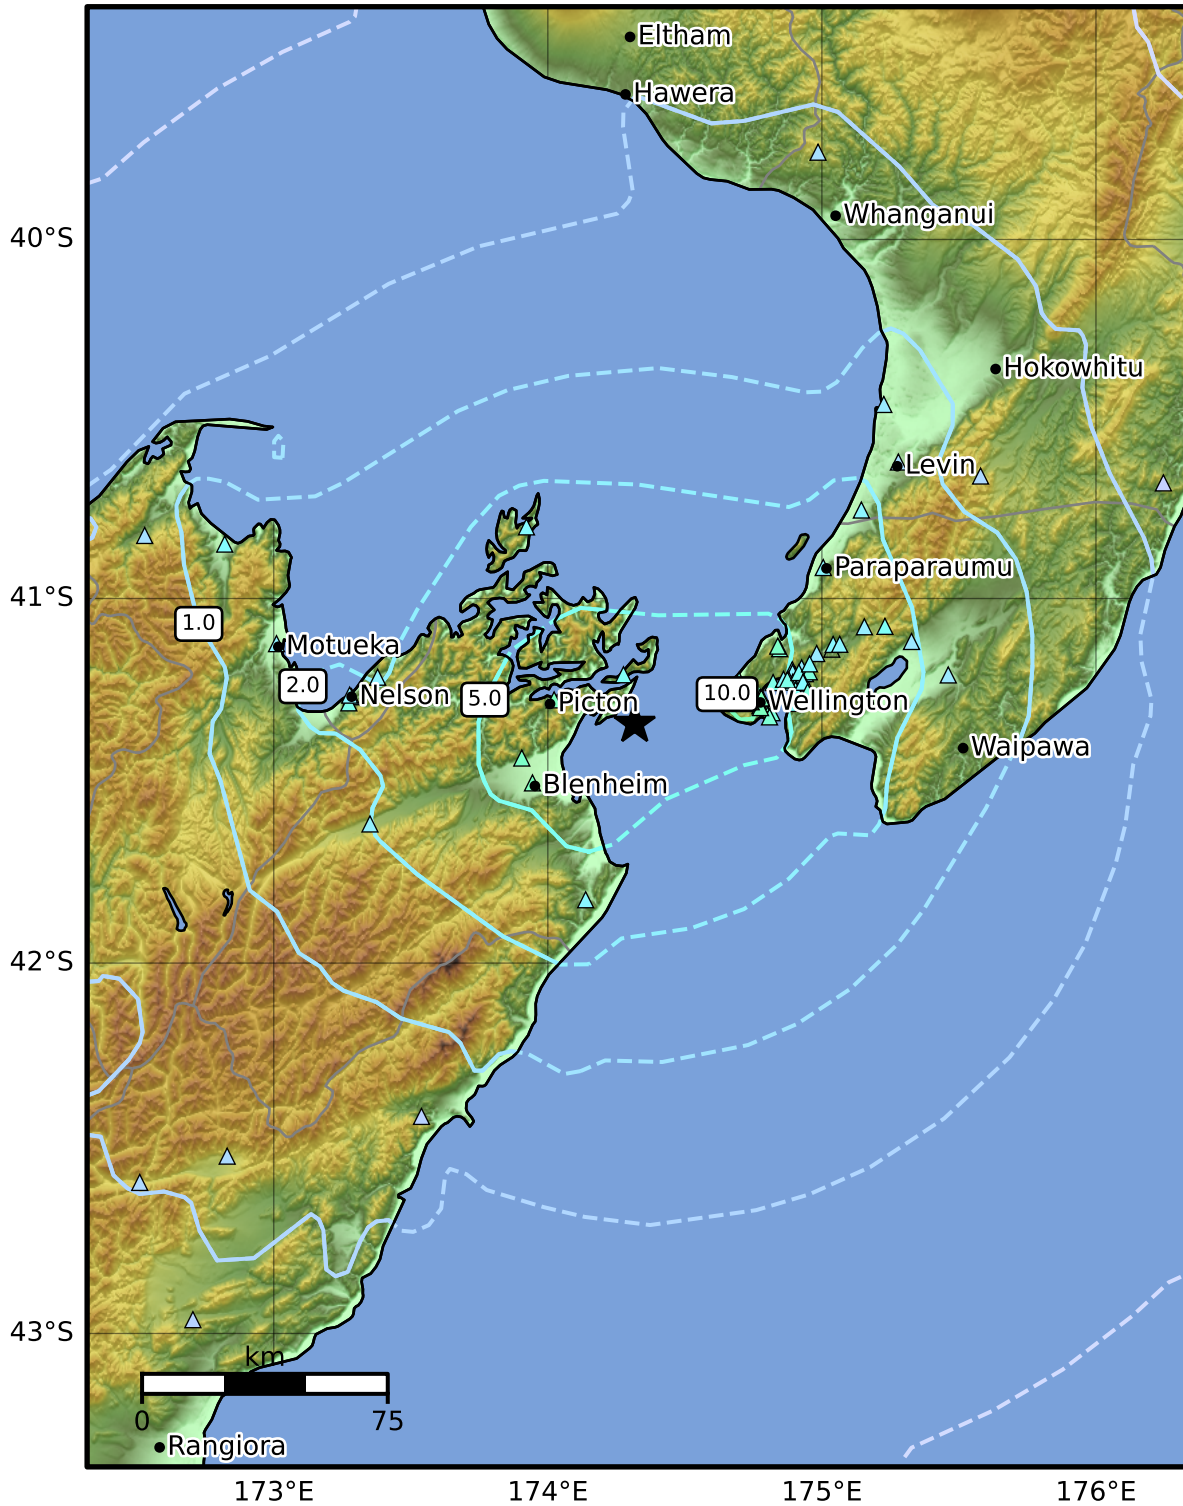 Eltham
Hawera
Whanganui
40°S
Hokowhitu
Levin
Paraparaumu
41°S
1.0
Motueka
2.0
Nelson
5.0
Picton
10.0
Wellington
Waipawa
Blenheim
42°S
43°S
km
0
75
Rangiora
173°E
174°E
175°E
176°E